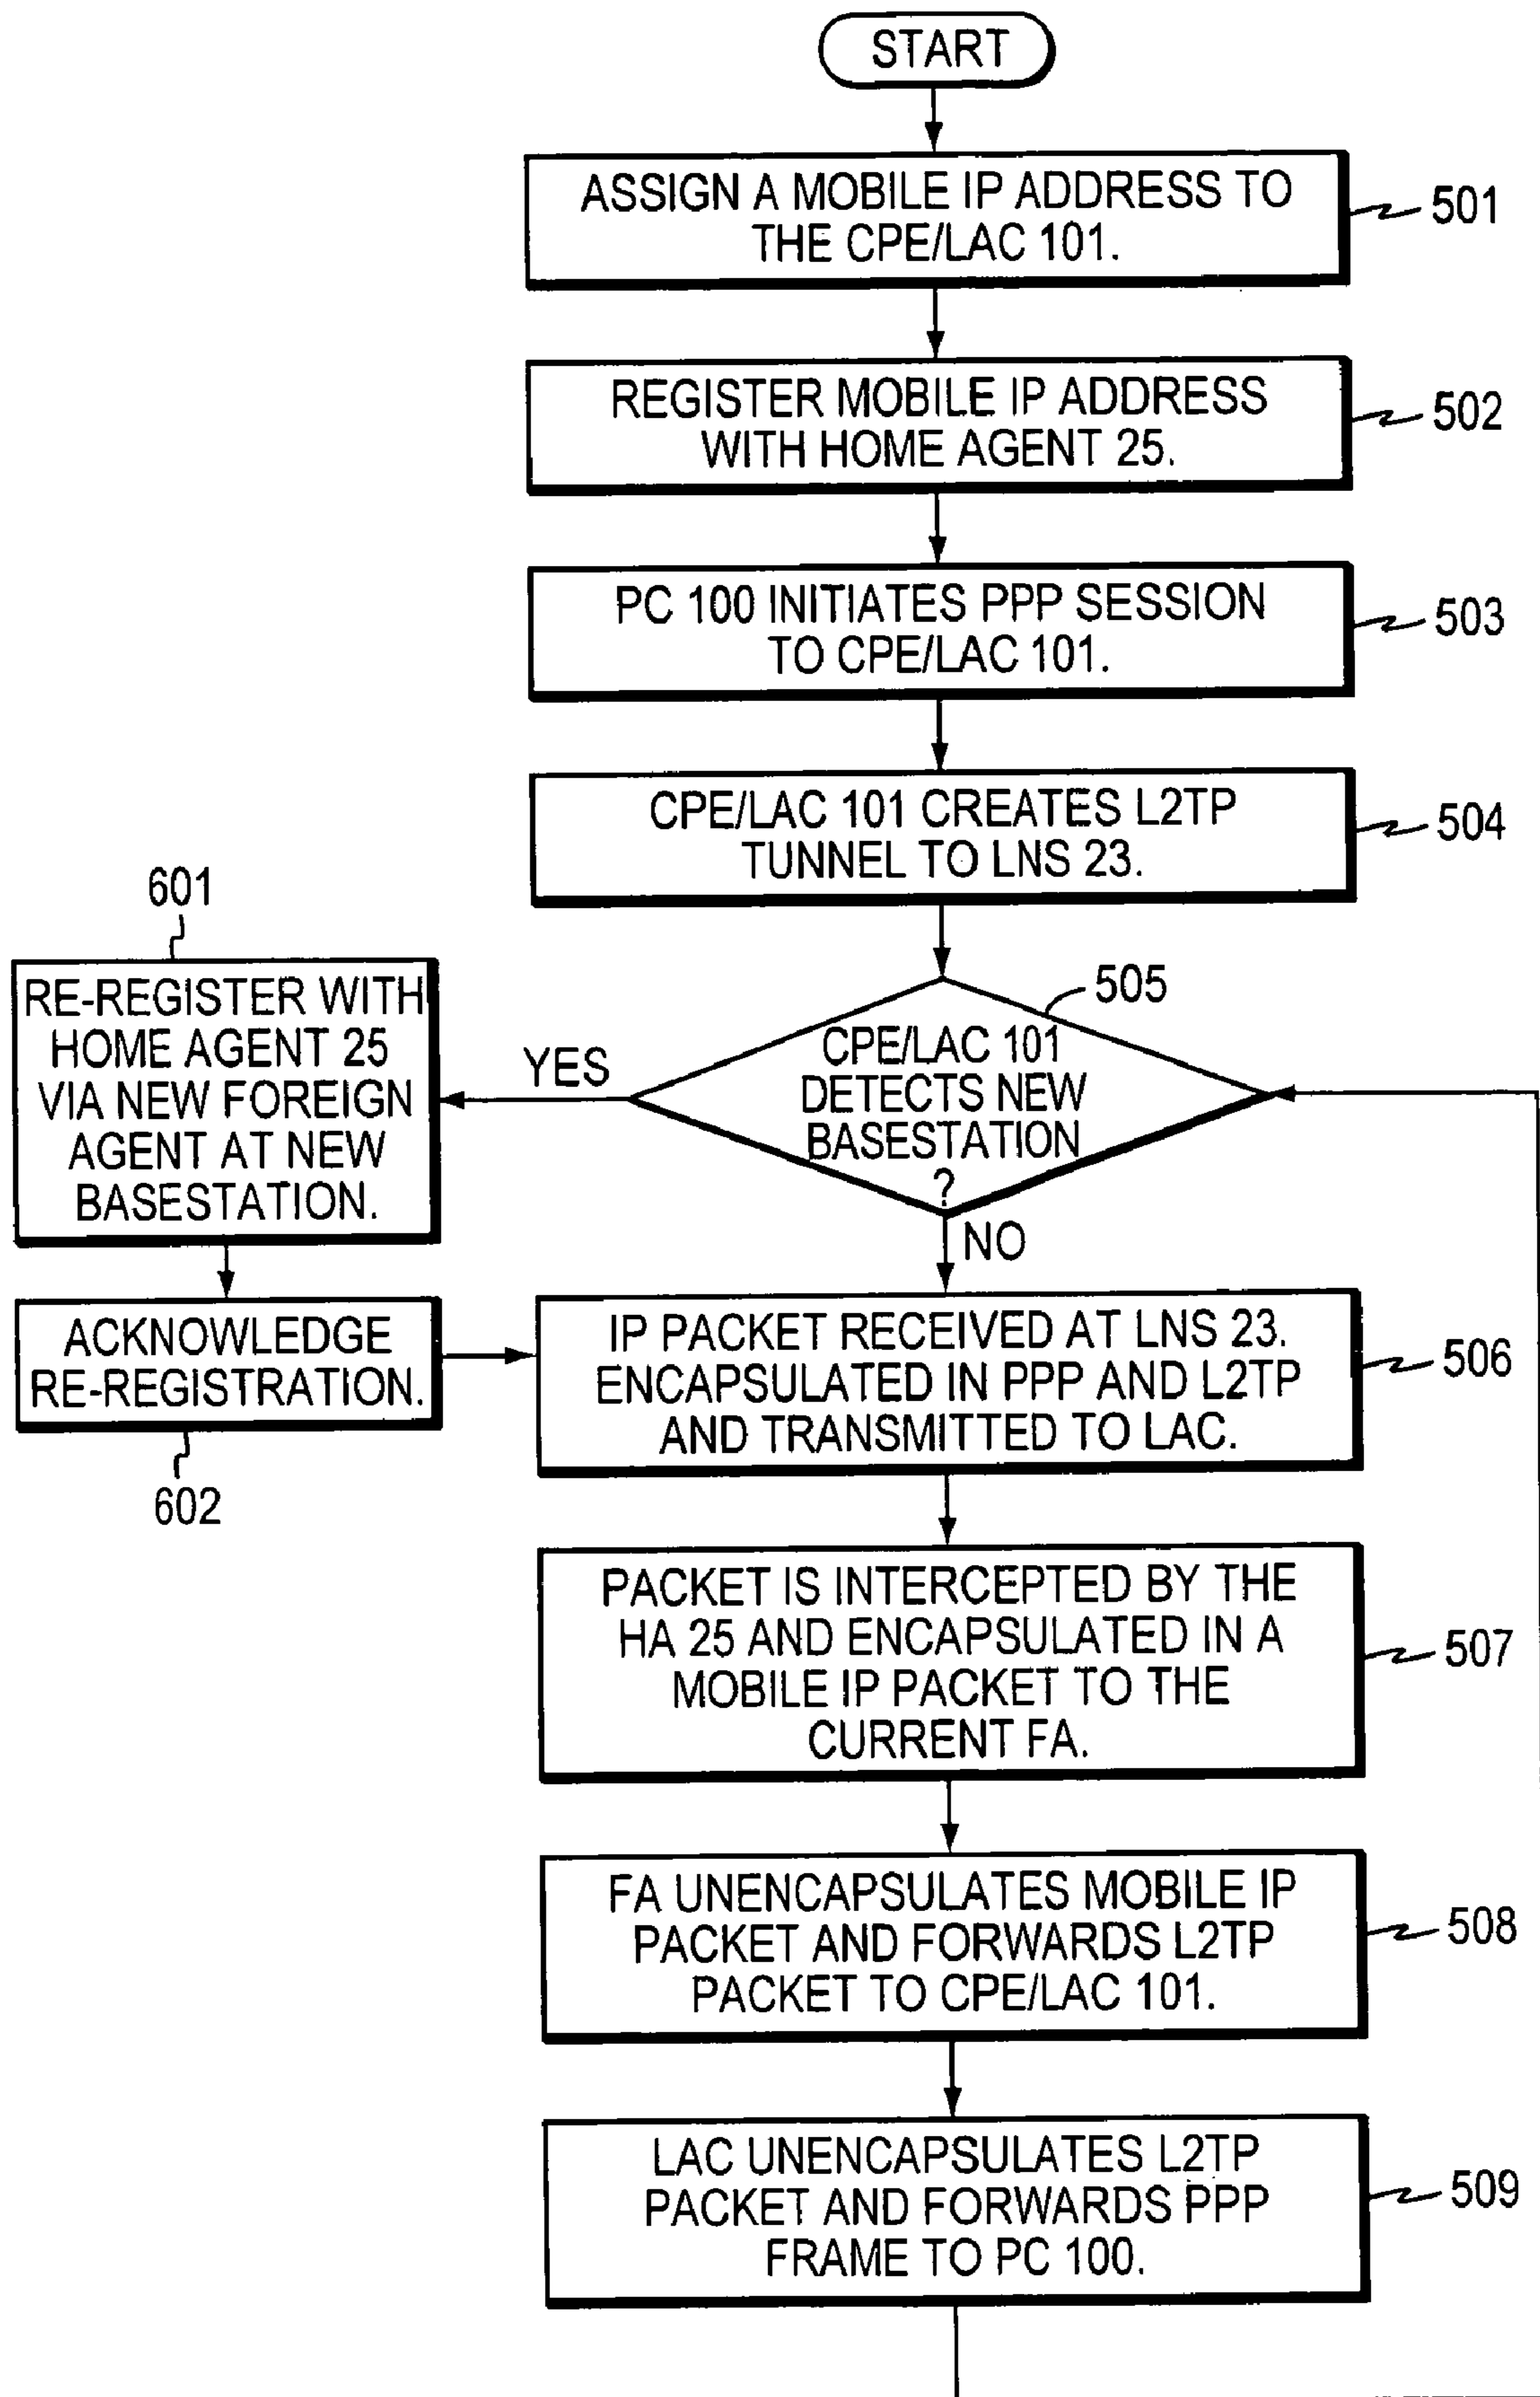 START
ASSIGN A MOBILE IP ADDRESS TO
THE CPE/LAC 101.
501
REGISTER MOBILE IP ADDRESS
WITH HOME AGENT 25.
502
PC 100 INITIATES PPP SESSION
TO CPE/LAC 101.
503
CPE/LAC 101 CREATES L2TP
TUNNEL TO LNS 23.
504
505
CPE/LAC 101
DETECTS NEW
BASESTATION
?
YES
NO
601
RE-REGISTER WITH
HOME AGENT 25
VIA NEW FOREIGN
AGENT AT NEW
BASESTATION.
ACKNOWLEDGE
RE-REGISTRATION.
602
IP PACKET RECEIVED AT LNS 23.
ENCAPSULATED IN PPP AND L2TP
AND TRANSMITTED TO LAC.
506
PACKET IS INTERCEPTED BY THE
HA 25 AND ENCAPSULATED IN A
MOBILE IP PACKET TO THE
CURRENT FA.
507
FA UNENCAPSULATES MOBILE IP
PACKET AND FORWARDS L2TP
PACKET TO CPE/LAC 101.
508
LAC UNENCAPSULATES L2TP
PACKET AND FORWARDS PPP
FRAME TO PC 100.
509